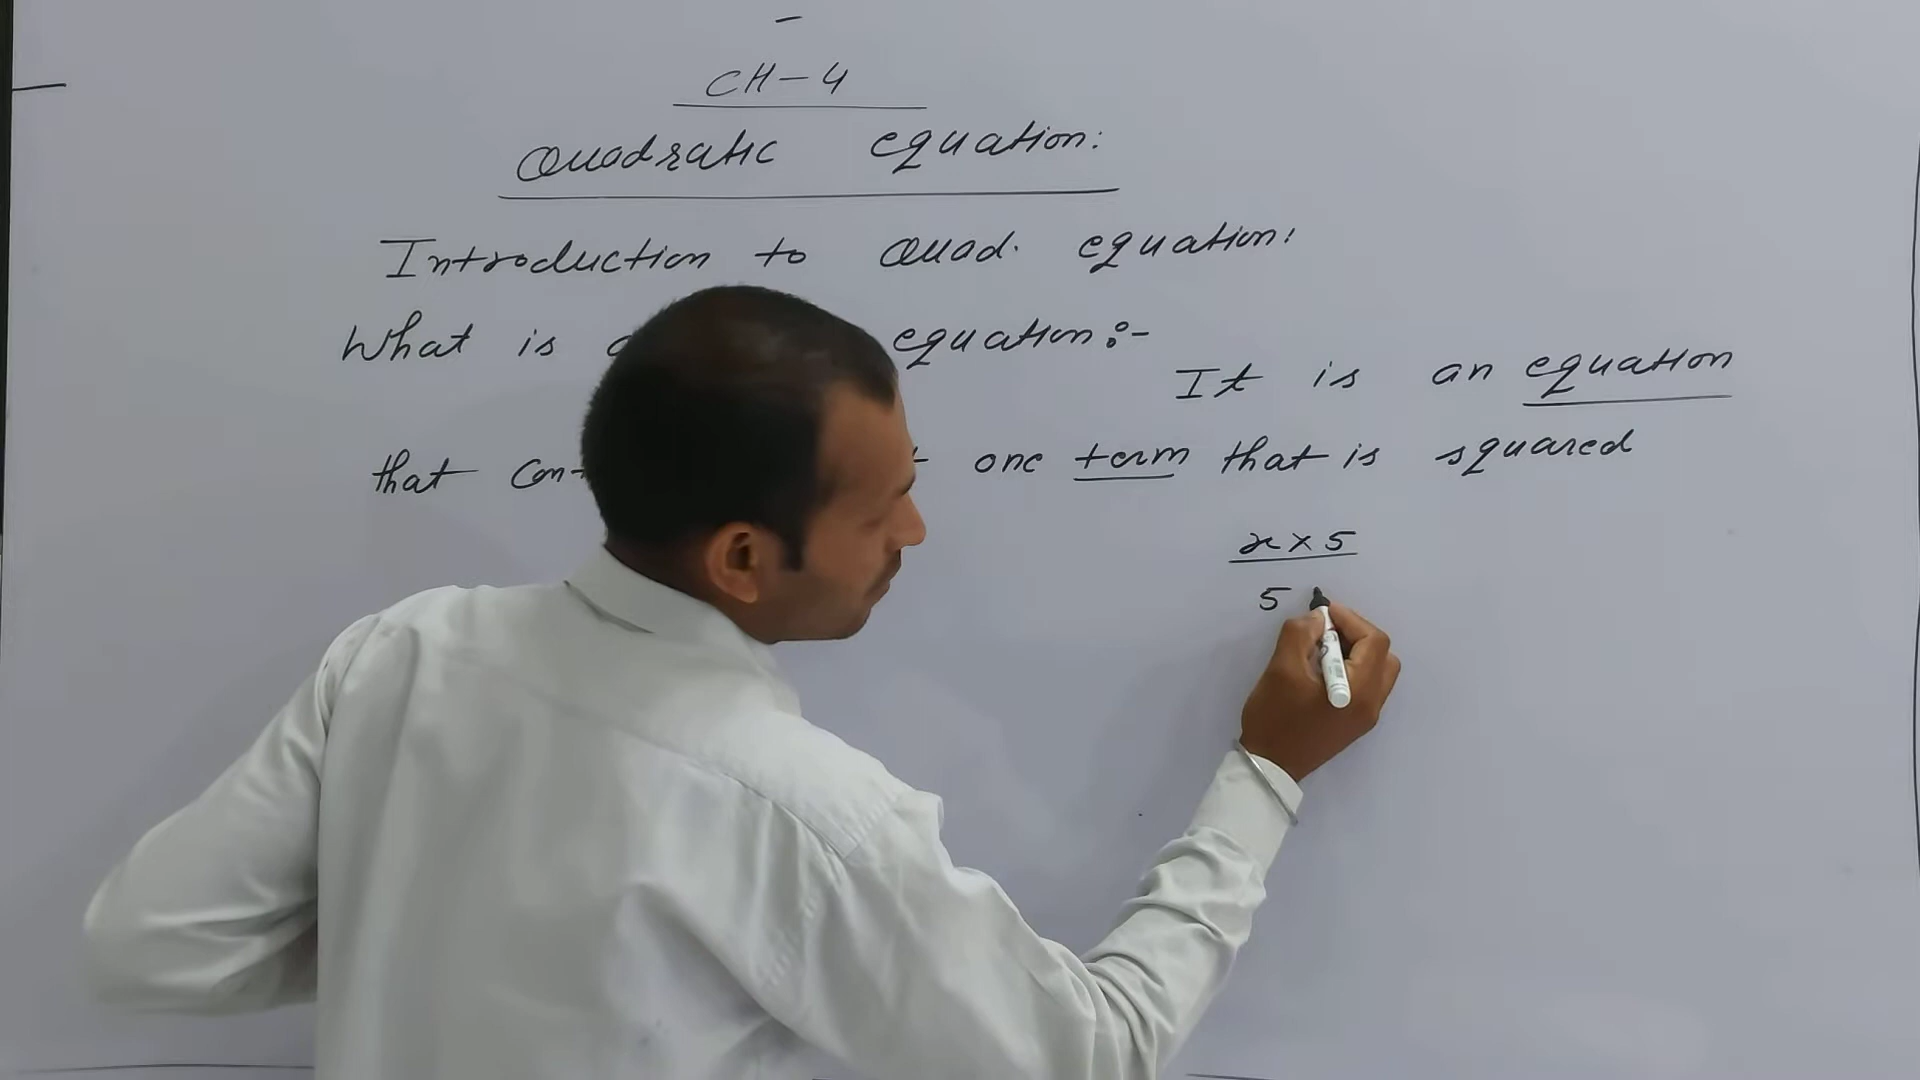 CH-4
Quadratic equation:
Introduction to Quad. equation:
What is equation:-
It is an equation
that one term that is squared
x × 5
5